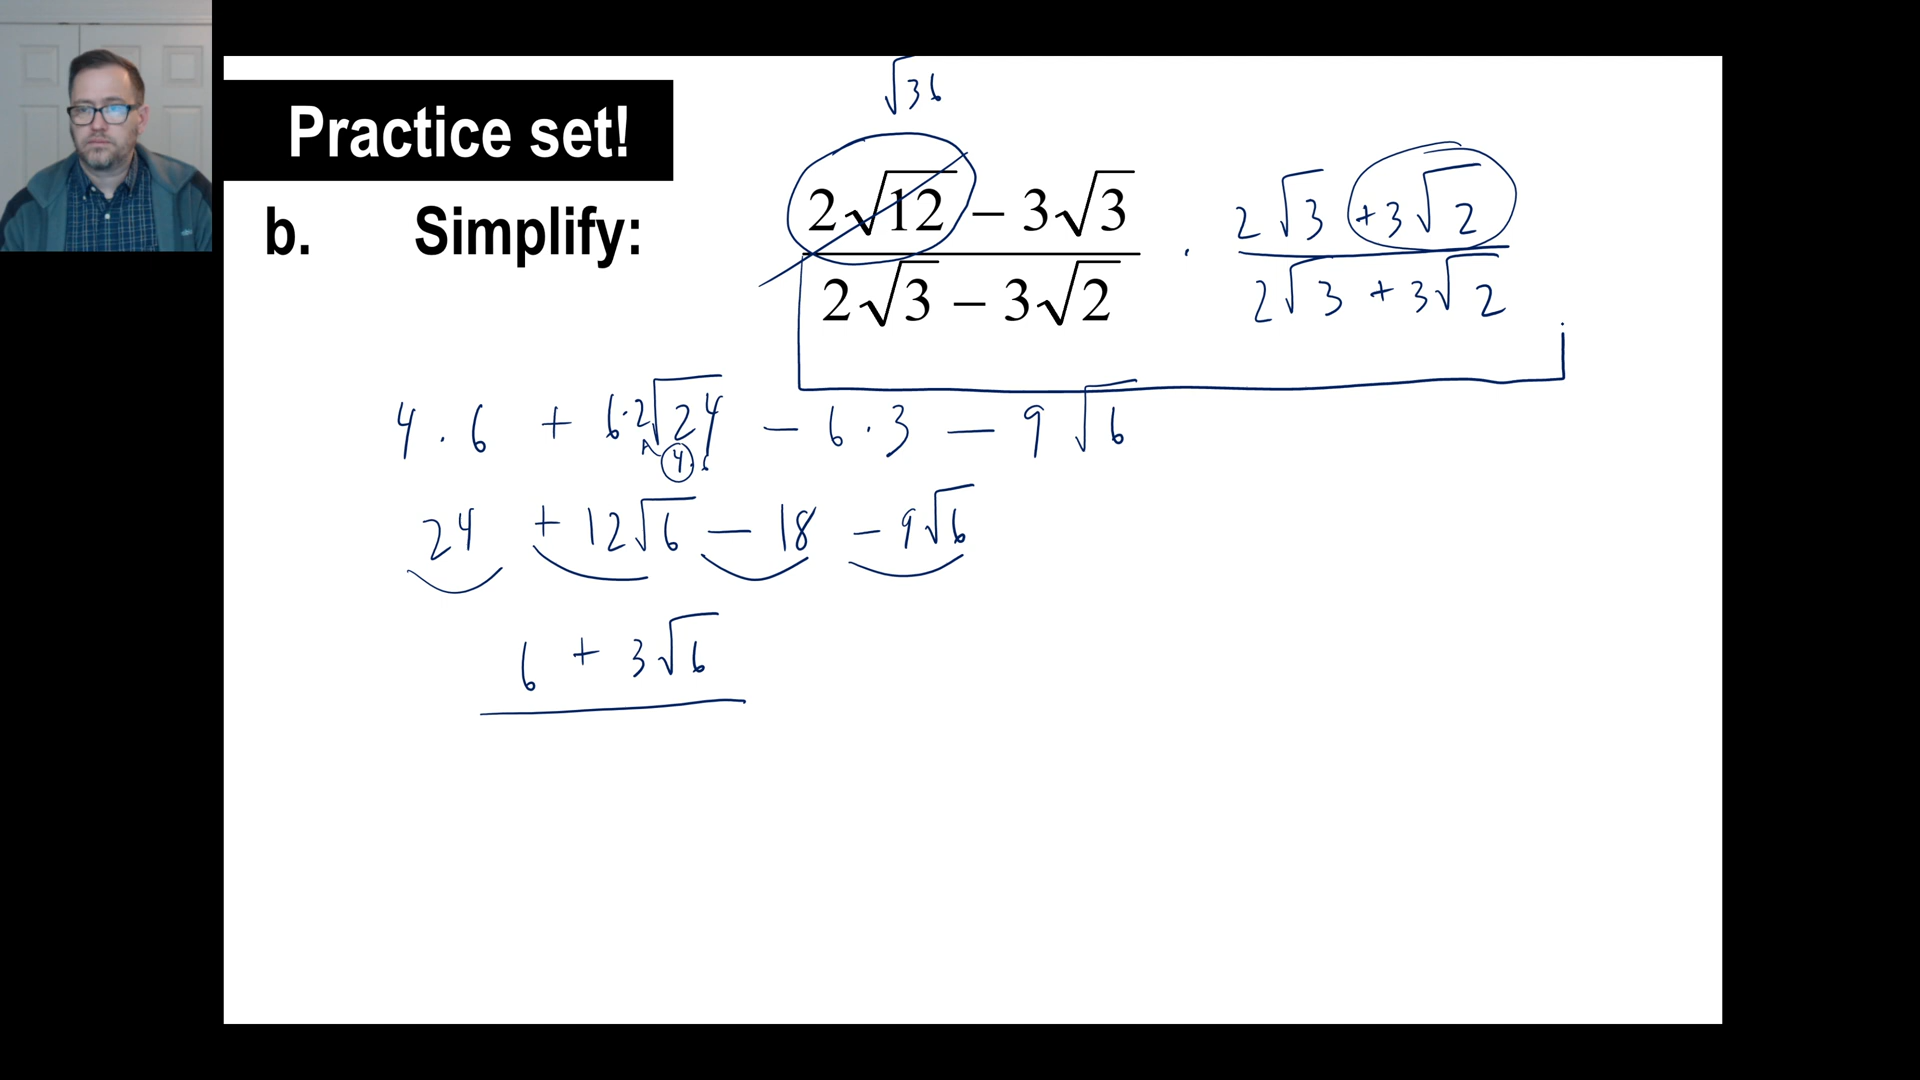 Practice set!
b. Simplify:
√36
2√12 − 3√3 / 2√3 − 3√2 · 2√3 + 3√2 / 2√3 + 3√2
4 · 6 + 6·2√24 − 6 · 3 − 9√6
4 · 6
24 + 12√6 − 18 − 9√6
6 + 3√6